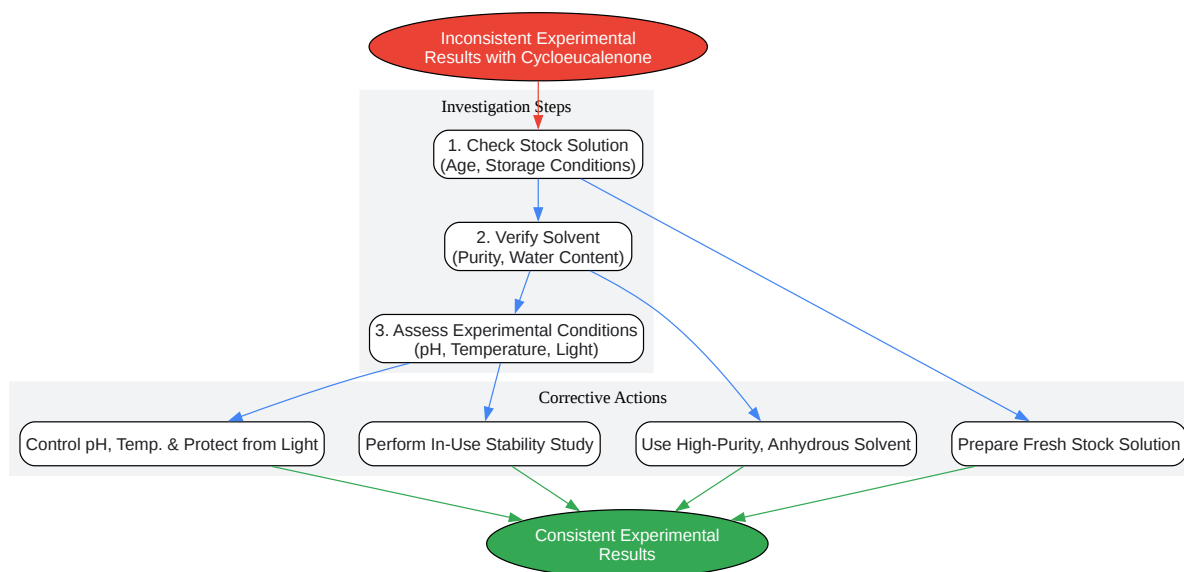 Inconsistent Experimental
Results with Cycloeucalenone
Investigation Steps
1. Check Stock Solution
(Age, Storage Conditions)
2. Verify Solvent
(Purity, Water Content)
3. Assess Experimental Conditions
(pH, Temperature, Light)
Corrective Actions
Control pH, Temp. & Protect from Light
Perform In-Use Stability Study
Use High-Purity, Anhydrous Solvent
Prepare Fresh Stock Solution
Consistent Experimental
Results